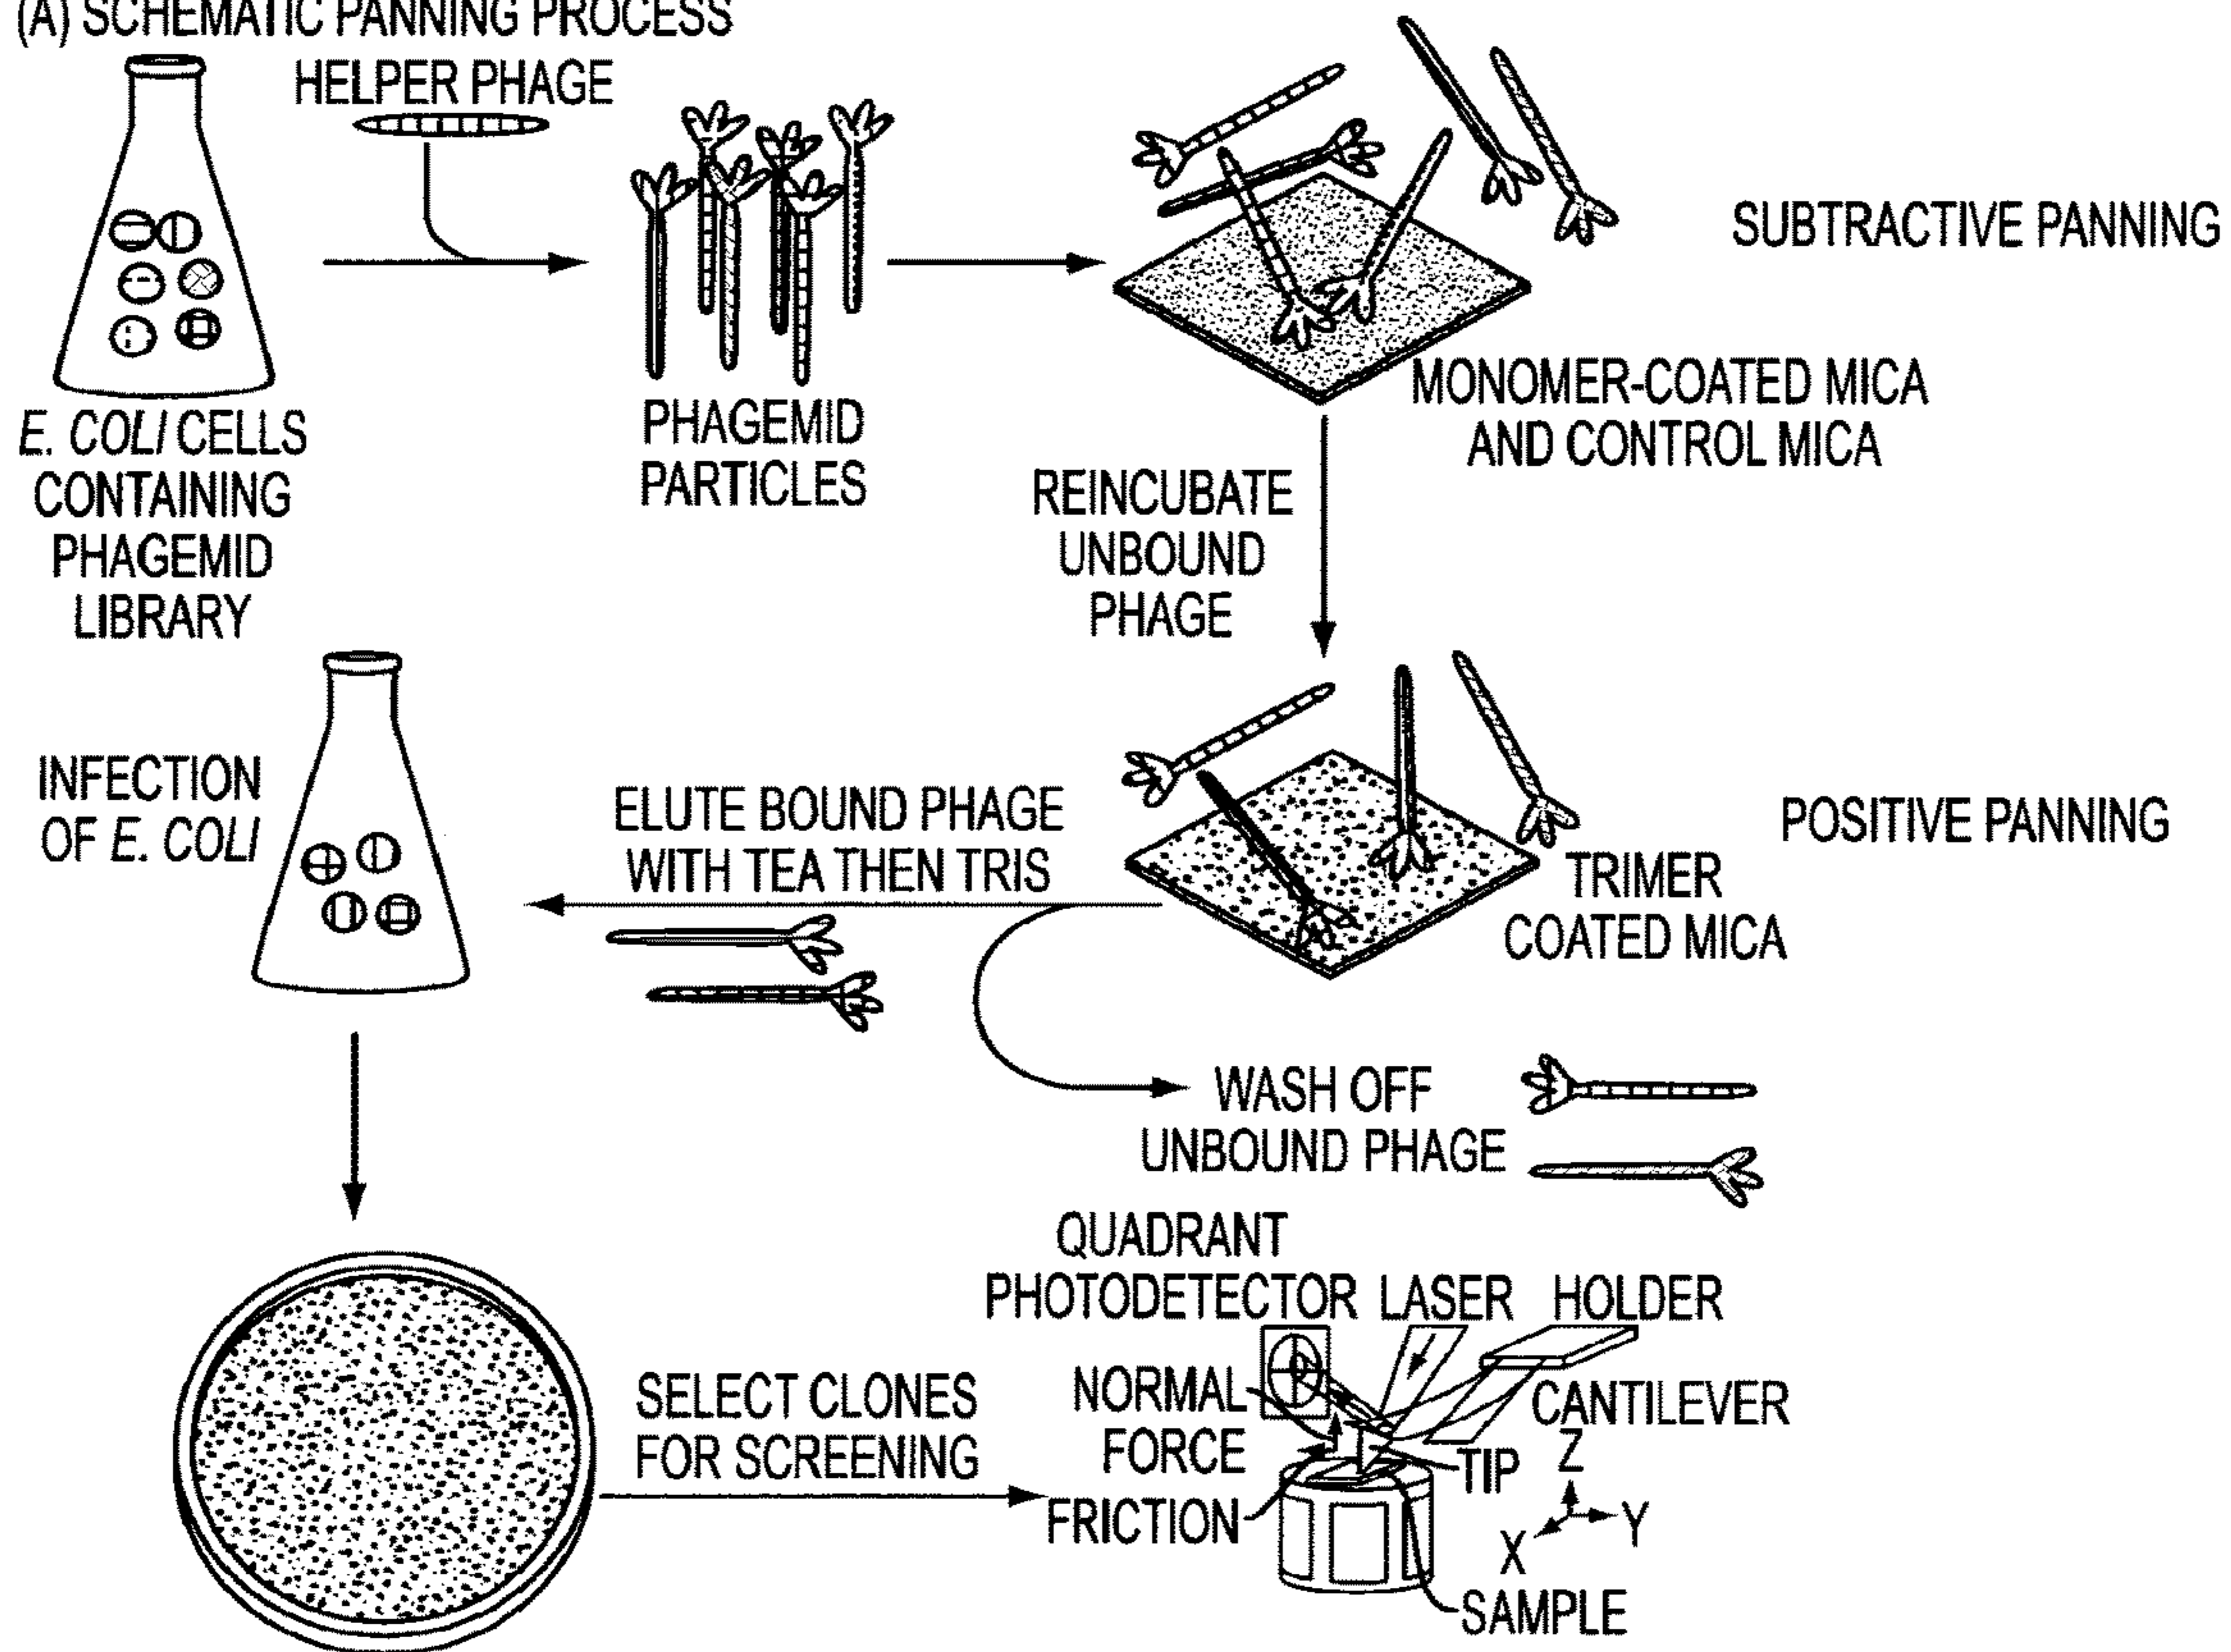 (A) SCHEMATIC PANNING PROCESS
HELPER PHAGE
E. COLI CELLS
CONTAINING
PHAGEMID
LIBRARY
PHAGEMID
PARTICLES
SUBTRACTIVE PANNING
MONOMER-COATED MICA
AND CONTROL MICA
REINCUBATE
UNBOUND
PHAGE
POSITIVE PANNING
TRIMER
COATED MICA
ELUTE BOUND PHAGE
WITH TEA THEN TRIS
INFECTION
OF E. COLI
WASH OFF
UNBOUND PHAGE
SELECT CLONES
FOR SCREENING
QUADRANT
PHOTODETECTOR
LASER
HOLDER
NORMAL
FORCE
CANTILEVER
TIP
FRICTION
Z
Y
X
SAMPLE